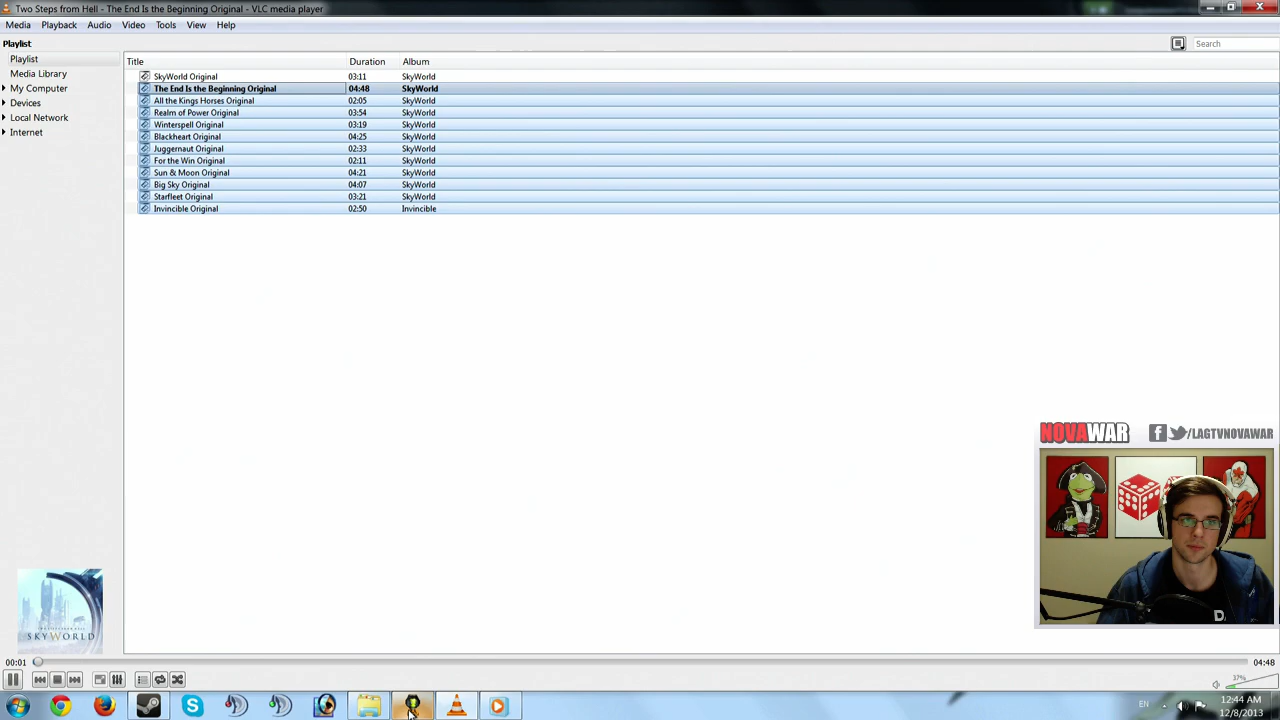 Two Steps from Hell - The End Is the Beginning Original - VLC media player
Media Playback Audio Video Tools View Help
Playlist
Search
Playlist
Media Library
My Computer
Devices
Local Network
Internet
Title Duration Album
SkyWorld Original 03:11 SkyWorld
The End Is the Beginning Original 04:48 SkyWorld
All the Kings Horses Original 02:05 SkyWorld
Realm of Power Original 03:54 SkyWorld
Winterspell Original 03:19 SkyWorld
Blackheart Original 04:25 SkyWorld
Juggernaut Original 02:33 SkyWorld
For the Win Original 02:11 SkyWorld
Sun & Moon Original 04:21 SkyWorld
Big Sky Original 04:07 SkyWorld
Starfleet Original 03:21 SkyWorld
Invincible Original 02:50 Invincible
NOVAWAR /LAGTVNOVAWAR
SKYWORLD
00:01 04:48
37%
EN 12:44 AM
12/8/2013